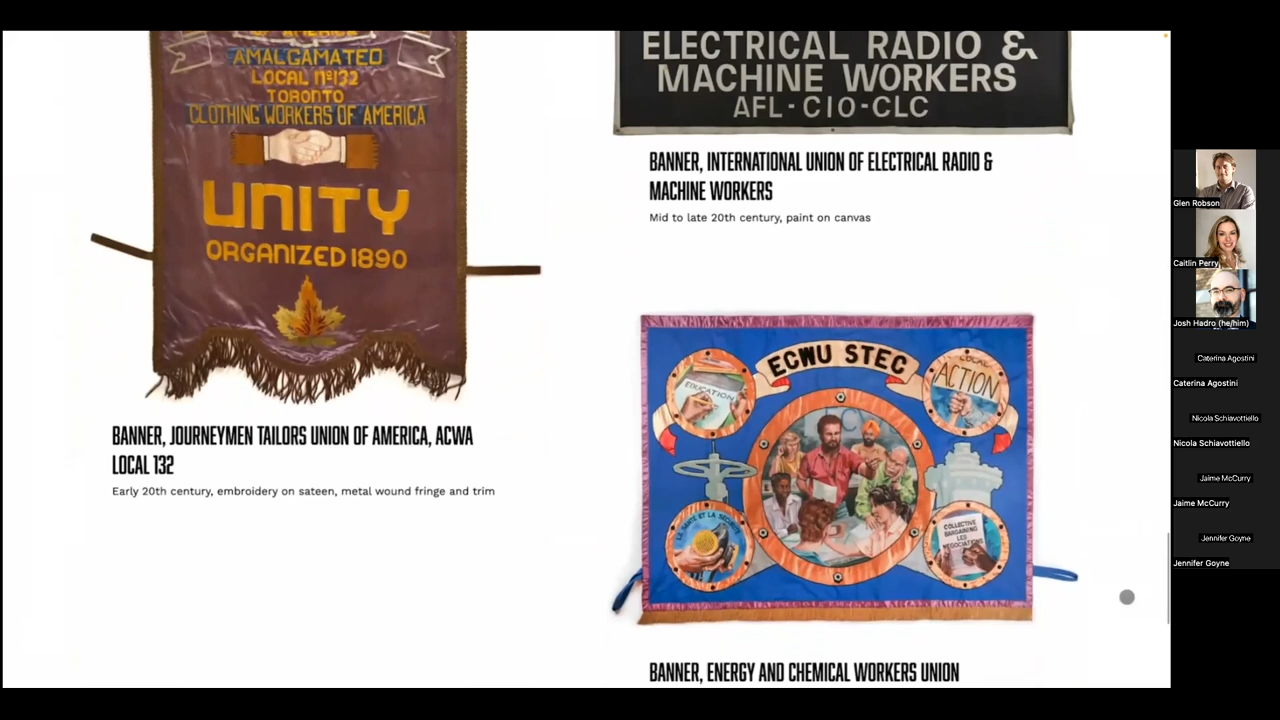 AMALGAMATED
LOCAL Nº132
TORONTO
CLOTHING WORKERS OF AMERICA
UNITY
ORGANIZED 1890
BANNER, JOURNEYMEN TAILORS UNION OF AMERICA, ACWA
LOCAL 132
Early 20th century, embroidery on sateen, metal wound fringe and trim
ELECTRICAL RADIO &
MACHINE WORKERS
AFL-CIO-CLC
BANNER, INTERNATIONAL UNION OF ELECTRICAL RADIO &
MACHINE WORKERS
Mid to late 20th century, paint on canvas
ECWU STEC
EDUCATION
LOCAL
ACTION
COLLECTIVE
BARGAINING
LES
NEGOCIATIONS
BANNER, ENERGY AND CHEMICAL WORKERS UNION
Glen Robson
Caitlin Perry
Josh Hadro (he/him)
Caterina Agostini
Caterina Agostini
Nicola Schiavottiello
Nicola Schiavottiello
Jaime McCurry
Jaime McCurry
Jennifer Goyne
Jennifer Goyne